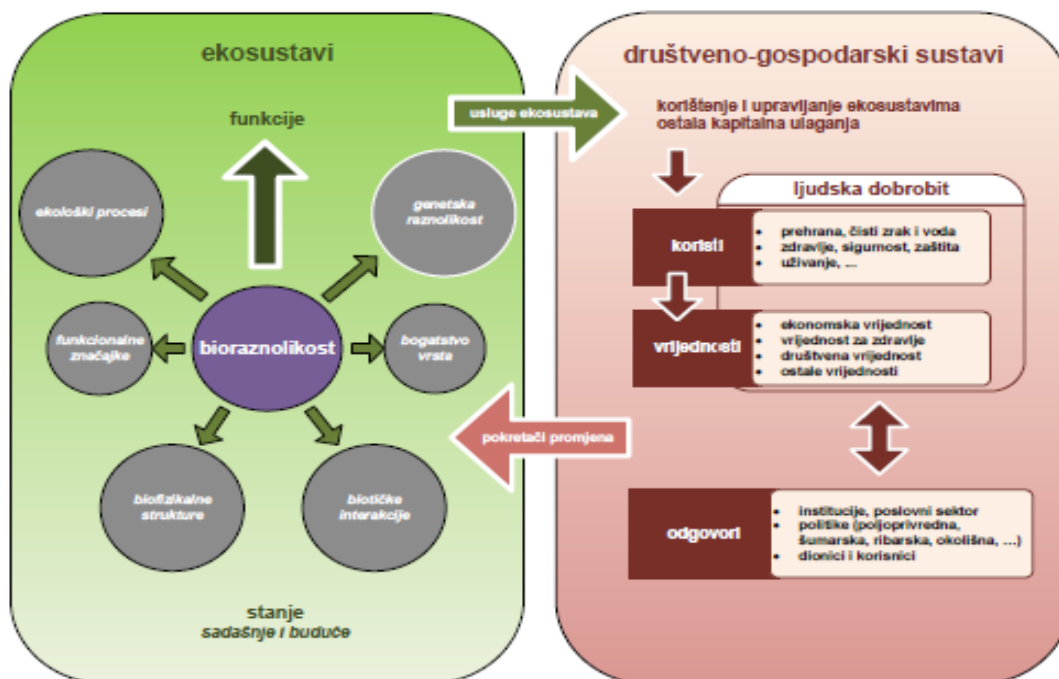 ekosustavi
funkcije
ekološki procesi
genetska
raznolikost
funkcionalne
značajke
bioraznolikost
bogatstvo
vrsta
biofizikalne
strukture
biotičke
interakcije
stanje
sadašnje i buduće
usluge ekosustava
pokretači promjena
društveno-gospodarski sustavi
korištenje i upravljanje ekosustavima
ostala kapitalna ulaganja
ljudska dobrobit
koristi
• prehrana, čisti zrak i voda
• zdravlje, sigurnost, zaštita
• uživanje, ...
vrijednosti
• ekonomska vrijednost
• vrijednost za zdravlje
• društvena vrijednost
• ostale vrijednosti
odgovori
• institucije, poslovni sektor
• politike (poljoprivredna,
šumarska, ribarska, okolišna, ...)
• dionici i korisnici